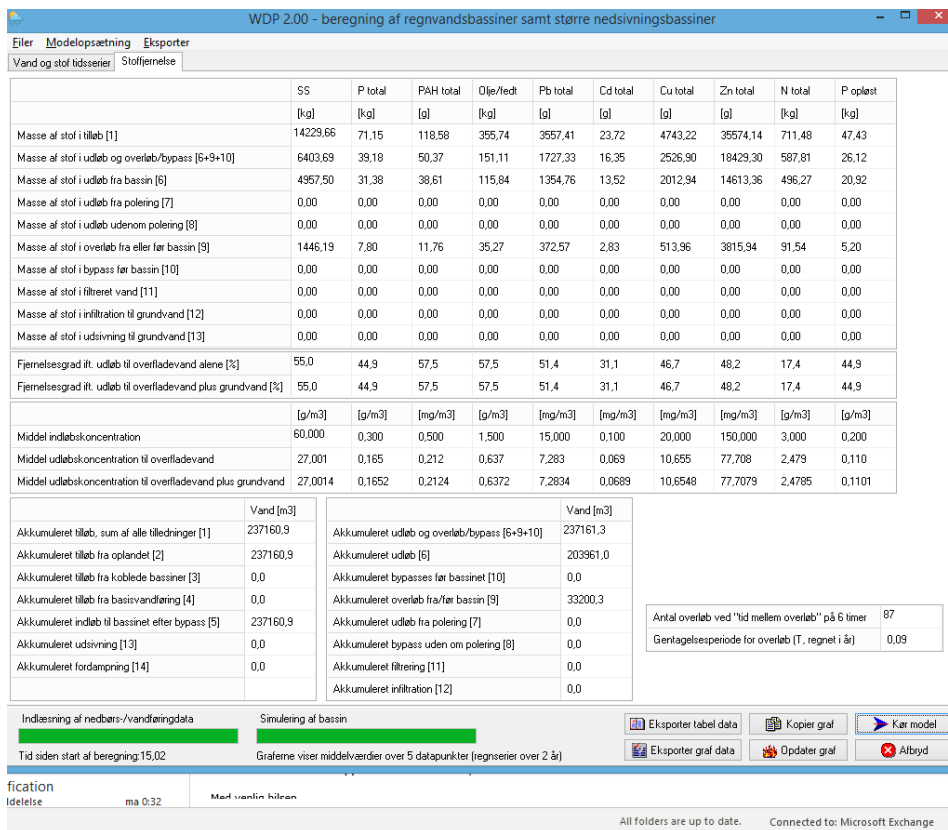 WDP 2.00 - beregning af regnvandsbassiner samt større nedsivningsbassiner
Filer Modelopsætning Eksporter
Vand og stof tidsserier Stoffjernelse
SS P total PAH total Olje/fedt Pb total Cd total Cu total Zn total N total P opløst
[kg] [kg] [g] [kg] [g] [g] [g] [g] [kg] [kg]
Masse af stof i tilløb [1] 14229,66 71,15 118,58 355,74 3557,41 23,72 4743,22 35574,14 711,48 47,43
Masse af stof i udløb og overløb/bypass [6+9+10] 6403,69 39,18 50,37 151,11 1727,33 16,35 2526,90 18429,30 587,81 26,12
Masse af stof i udløb fra bassin [6] 4957,50 31,38 38,61 115,84 1354,76 13,52 2012,94 14613,36 496,27 20,92
Masse af stof i udløb fra polering [7] 0,00 0,00 0,00 0,00 0,00 0,00 0,00 0,00 0,00 0,00
Masse af stof i udløb udenom polering [8] 0,00 0,00 0,00 0,00 0,00 0,00 0,00 0,00 0,00 0,00
Masse af stof i overløb fra eller før bassin [9] 1446,19 7,80 11,76 35,27 372,57 2,83 513,96 3815,94 91,54 5,20
Masse af stof i bypass før bassin [10] 0,00 0,00 0,00 0,00 0,00 0,00 0,00 0,00 0,00 0,00
Masse af stof i filtreret vand [11] 0,00 0,00 0,00 0,00 0,00 0,00 0,00 0,00 0,00 0,00
Masse af stof i infiltration til grundvand [12] 0,00 0,00 0,00 0,00 0,00 0,00 0,00 0,00 0,00 0,00
Masse af stof i udsivning til grundvand [13] 0,00 0,00 0,00 0,00 0,00 0,00 0,00 0,00 0,00 0,00
Fjernelsesgrad ift. udløb til overfladevand alene [%] 55,0 44,9 57,5 57,5 51,4 31,1 46,7 48,2 17,4 44,9
Fjernelsesgrad ift. udløb til overfladevand plus grundvand [%] 55,0 44,9 57,5 57,5 51,4 31,1 46,7 48,2 17,4 44,9
[g/m3] [g/m3] [mg/m3] [g/m3] [mg/m3] [mg/m3] [mg/m3] [mg/m3] [g/m3] [g/m3]
Middel indløbskoncentration 60,000 0,300 0,500 1,500 15,000 0,100 20,000 150,000 3,000 0,200
Middel udløbskoncentration til overfladevand 27,001 0,165 0,212 0,637 7,283 0,069 10,655 77,708 2,479 0,110
Middel udløbskoncentration til overfladevand plus grundvand 27,0014 0,1652 0,2124 0,6372 7,2834 0,0689 10,6548 77,7079 2,4785 0,1101
Vand [m3] Vand [m3]
Akkumuleret tilløb, sum af alle tilledninger [1] 237160,9 Akkumuleret udløb og overløb/bypass [6+9+10] 237161,3
Akkumuleret tilløb fra oplandet [2] 237160,9 Akkumuleret udløb [6] 203961,0
Akkumuleret tilløb fra koblede bassiner [3] 0,0 Akkumuleret bypasses før bassinet [10] 0,0
Akkumuleret tilløb fra basisvandføring [4] 0,0 Akkumuleret overløb fra/før bassin [9] 33200,3
Akkumuleret indløb til bassinet efter bypass [5] 237160,9 Akkumuleret udløb fra polering [7] 0,0
Akkumuleret udsivning [13] 0,0 Akkumuleret bypass uden om polering [8] 0,0
Akkumuleret fordampning [14] 0,0 Akkumuleret filtrering [11] 0,0
Akkumuleret infiltration [12] 0,0
Antal overløb ved "tid mellem overløb" på 6 timer 87
Gentagelsesperiode for overløb (T, regnet i år) 0,09
Indlæsning af nedbørs-/vandføringdata Simulering af bassin
Tid siden start af beregning:15,02 Graferne viser middelværdier over 5 datapunkter (regnserier over 2 år)
Eksporter tabel data Kopier graf Kør model
Eksporter graf data Opdater graf Afbryd
fication
ldelelse ma 0:32 Med venlig hilsen
All folders are up to date. Connected to: Microsoft Exchange